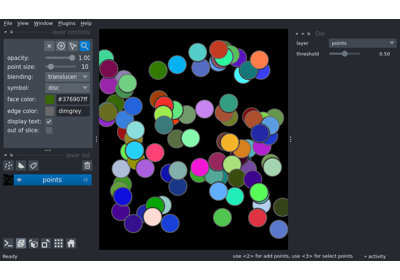 File View Window Plugins Help
layer controls
opacity: 1.00
point size: 10
blending: translucen
symbol: disc
face color: #376907ff
edge color: dimgrey
display text:
out of slice:
layer list
points
Do
layer points
threshold 0.50
Ready use <2> for add points, use <3> for select points activity